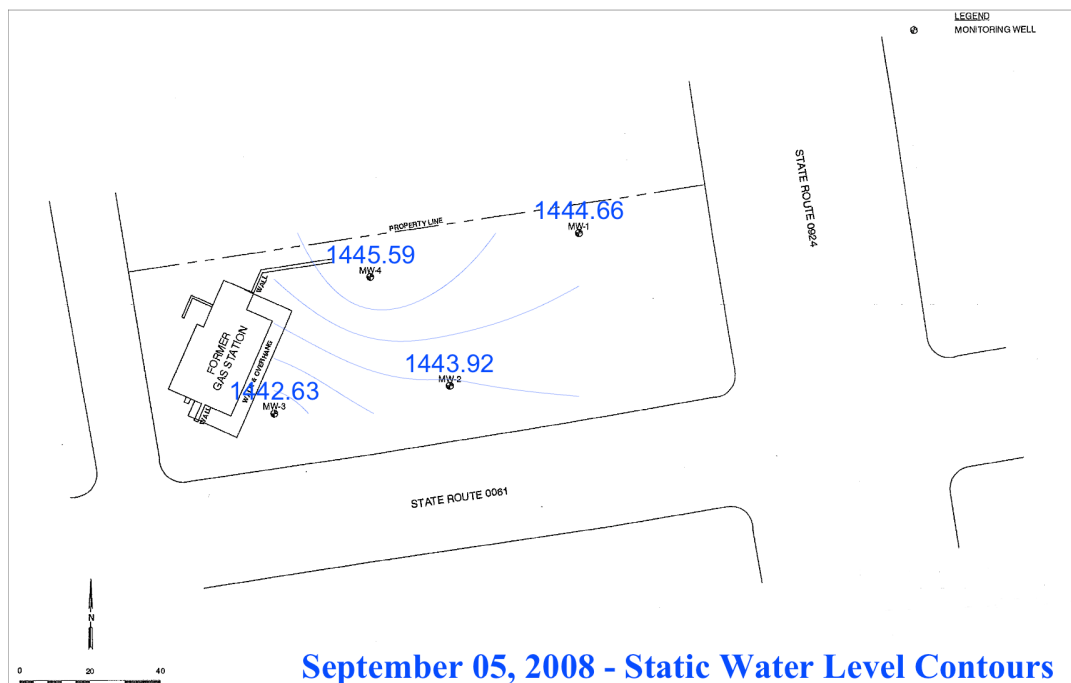 LEGEND
MONITORING WELL
STATE ROUTE 0924
PROPERTY LINE
1444.66
MW-1
1445.59
MW-4
WALL
FORMER
GAS STATION
1443.92
MW-2
1442.63
MW-3
WALL
STATE ROUTE 0061
N
0 20 40
September 05, 2008 - Static Water Level Contours